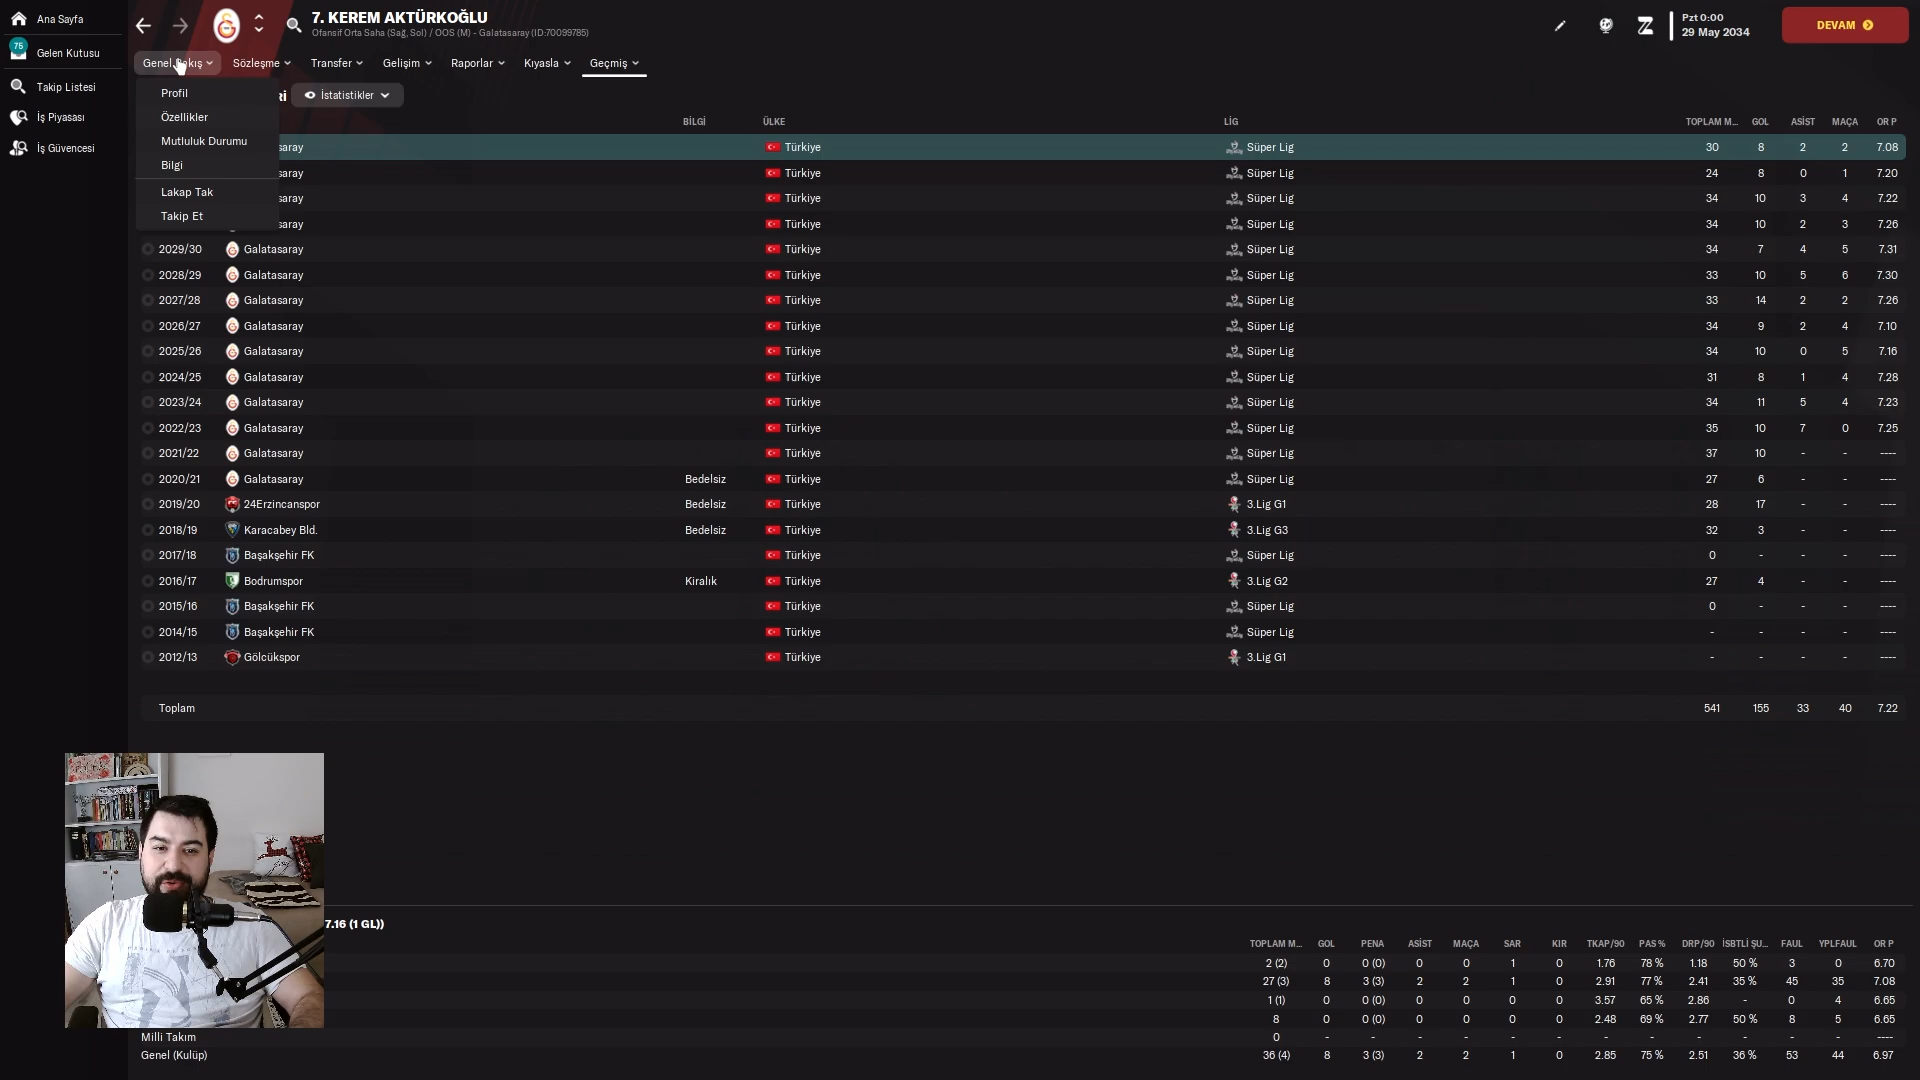 Ana Sayfa
75
Gelen Kutusu
Takip Listesi
İş Piyasası
İş Güvencesi
7. KEREM AKTÜRKOĞLU
Ofansif Orta Saha (Sağ, Sol) / OOS (M) - Galatasaray (ID:70099785)
Pzt 0:00
29 May 2034
DEVAM
Sözleşme Transfer Gelişim Raporlar Kıyasla Geçmiş
Profil
Özellikler
Mutluluk Durumu
Bilgi
Lakap Tak
Takip Et
İstatistikler
BİLGİ ÜLKE LİG TOPLAM M... GOL ASİST MAÇA OR P
Türkiye Süper Lig 30 8 2 2 7.08
Türkiye Süper Lig 24 8 0 1 7.20
Türkiye Süper Lig 34 10 3 4 7.22
Türkiye Süper Lig 34 10 2 3 7.26
2029/30 Galatasaray Türkiye Süper Lig 34 7 4 5 7.31
2028/29 Galatasaray Türkiye Süper Lig 33 10 5 6 7.30
2027/28 Galatasaray Türkiye Süper Lig 33 14 2 2 7.26
2026/27 Galatasaray Türkiye Süper Lig 34 9 2 4 7.10
2025/26 Galatasaray Türkiye Süper Lig 34 10 0 5 7.16
2024/25 Galatasaray Türkiye Süper Lig 31 8 1 4 7.28
2023/24 Galatasaray Türkiye Süper Lig 34 11 5 4 7.23
2022/23 Galatasaray Türkiye Süper Lig 35 10 7 0 7.25
2021/22 Galatasaray Türkiye Süper Lig 37 10 - - ----
2020/21 Galatasaray Bedelsiz Türkiye Süper Lig 27 6 - - ----
2019/20 24Erzincanspor Bedelsiz Türkiye 3.Lig G1 28 17 - - ----
2018/19 Karacabey Bld. Bedelsiz Türkiye 3.Lig G3 32 3 - - ----
2017/18 Başakşehir FK Türkiye Süper Lig 0 - - - ----
2016/17 Bodrumspor Kiralık Türkiye 3.Lig G2 27 4 - - ----
2015/16 Başakşehir FK Türkiye Süper Lig 0 - - - ----
2014/15 Başakşehir FK Türkiye Süper Lig - - - - ----
2012/13 Gölcükspor Türkiye 3.Lig G1 - - - - ----
Toplam 541 155 33 40 7.22
7.16 (1 GL))
TOPLAM M... GOL PENA ASİST MAÇA SAR KIR TKAP/90 PAS % DRP/90 İSBTLİ ŞU... FAUL YPLFAUL OR P
2 (2) 0 0 (0) 0 0 1 0 1.76 78 % 1.18 50 % 3 0 6.70
27 (3) 8 3 (3) 2 2 1 0 2.91 77 % 2.41 35 % 45 35 7.08
1 (1) 0 0 (0) 0 0 0 0 3.57 65 % 2.86 - 0 4 6.65
8 0 0 (0) 0 0 0 0 2.48 69 % 2.77 50 % 8 5 6.65
Milli Takım 0 - - - - - - - - - - - - ----
Genel (Kulüp) 36 (4) 8 3 (3) 2 2 1 0 2.85 75 % 2.51 36 % 53 44 6.97